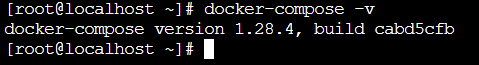 [root@localhost ~]# docker-compose -v
docker-compose version 1.28.4, build cabd5cfb
[root@localhost ~]#